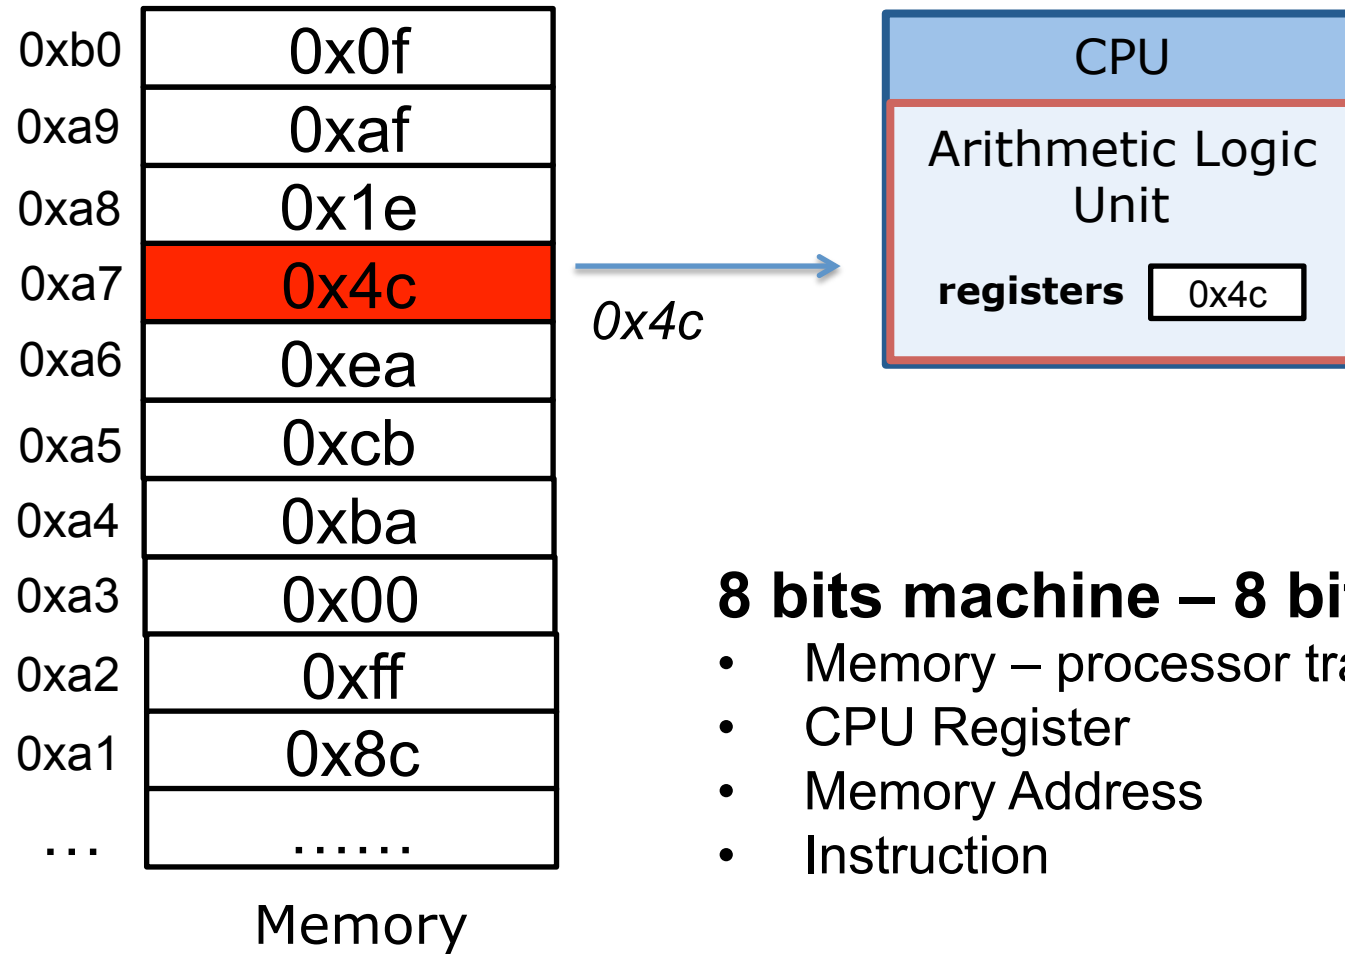 0xb0 0x0f
0xa9 0xaf
0xa8 0x1e
0xa7 0x4c
0xa6 0xea
0xa5 0xcb
0xa4 0xba
0xa3 0x00
0xa2 0xff
0xa1 0x8c
... ......
Memory
0x4c
CPU
Arithmetic Logic
Unit
registers 0x4c
8 bits machine – 8
• Memory – processor
• CPU Register
• Memory Address
• Instruction